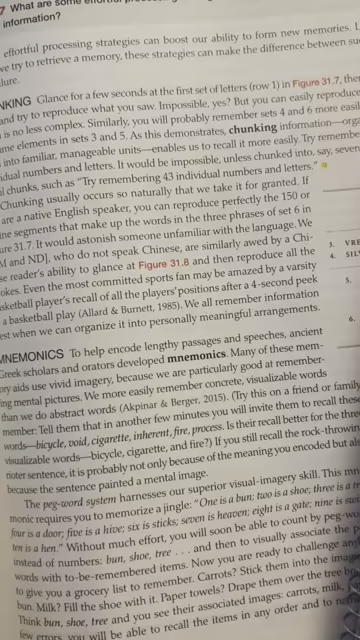 7 What are some effortful processing
information?
effortful processing strategies can boost our ability to form new memories. L
we try to retrieve a memory, these strategies can make the difference between su
lure.
NKING Glance for a few seconds at the first set of letters (row 1) in Figure 31.7, then
and try to reproduce what you saw. Impossible, yes? But you can easily reproduce
is no less complex. Similarly, you will probably remember sets 4 and 6 more easil
me elements in sets 3 and 5. As this demonstrates, chunking information—orga
into familiar, manageable units—enables us to recall it more easily. Try remembe
idual numbers and letters. It would be impossible, unless chunked into, say, seven
l chunks, such as "Try remembering 43 individual numbers and letters."
Chunking usually occurs so naturally that we take it for granted. If
are a native English speaker, you can reproduce perfectly the 150 or
ine segments that make up the words in the three phrases of set 6 in
ure 31.7. It would astonish someone unfamiliar with the language. We
M and ND], who do not speak Chinese, are similarly awed by a Chi-
se reader's ability to glance at Figure 31.8 and then reproduce all the
okes. Even the most committed sports fan may be amazed by a varsity
sketball player's recall of all the players' positions after a 4-second peek
a basketball play (Allard & Burnett, 1985). We all remember information
est when we can organize it into personally meaningful arrangements.
3. VRE
4. SIL
5.
6.
MNEMONICS To help encode lengthy passages and speeches, ancient
Greek scholars and orators developed mnemonics. Many of these mem-
ory aids use vivid imagery, because we are particularly good at remember-
ing mental pictures. We more easily remember concrete, visualizable words
than we do abstract words (Akpinar & Berger, 2015). (Try this on a friend or family
member: Tell them that in another few minutes you will invite them to recall these
words—bicycle, void, cigarette, inherent, fire, process. Is their recall better for the three
visualizable words—bicycle, cigarette, and fire?) If you still recall the rock-throwing
rioter sentence, it is probably not only because of the meaning you encoded but als
because the sentence painted a mental image.
The peg-word system harnesses our superior visual-imagery skill. This mne
monic requires you to memorize a jingle: "One is a bun; two is a shoe; three is a tr
four is a door; five is a hive; six is sticks; seven is heaven; eight is a gate; nine is
ten is a hen." Without much effort, you will soon be able to count by peg-wo
instead of numbers: bun, shoe, tree . . . and then to visually associate the p
words with to-be-remembered items. Now you are ready to challenge any
to give you a grocery list to remember. Carrots? Stick them into the imag
bun. Milk? Fill the shoe with it. Paper towels? Drape them over the tree b
Think bun, shoe, tree and you see their associated images: carrots, milk,
few errors, you will be able to recall the items in any order and to